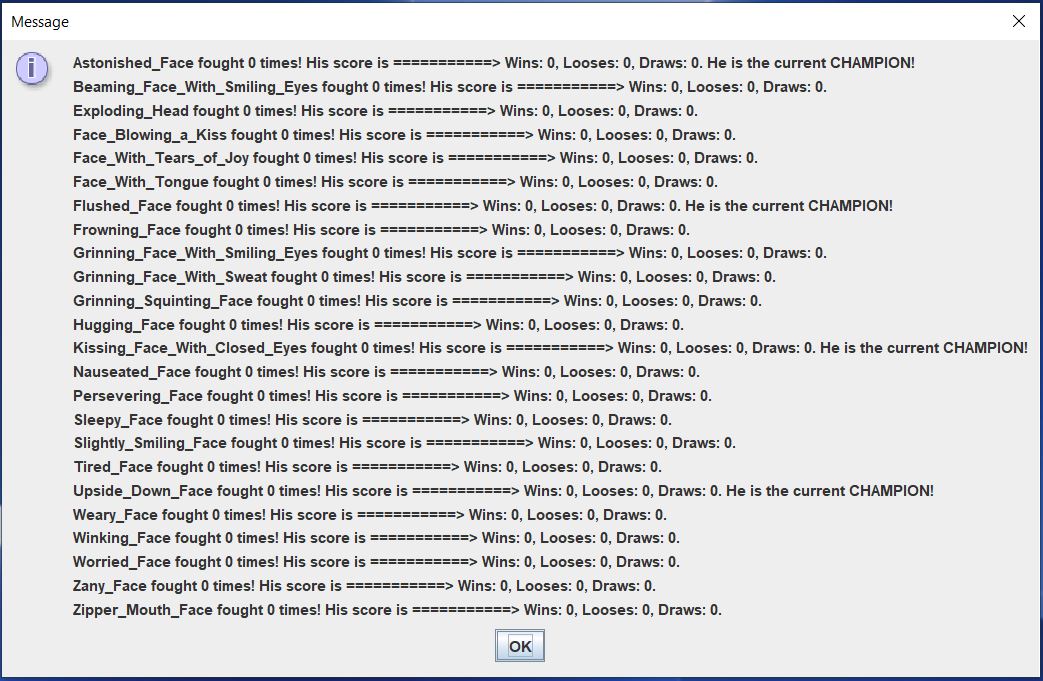 Message
Astonished_Face fought 0 times! His score is ===========> Wins: 0, Looses: 0, Draws: 0. He is the current CHAMPION!
Beaming_Face_With_Smiling_Eyes fought 0 times! His score is ===========> Wins: 0, Looses: 0, Draws: 0.
Exploding_Head fought 0 times! His score is ===========> Wins: 0, Looses: 0, Draws: 0.
Face_Blowing_a_Kiss fought 0 times! His score is ===========> Wins: 0, Looses: 0, Draws: 0.
Face_With_Tears_of_Joy fought 0 times! His score is ===========> Wins: 0, Looses: 0, Draws: 0.
Face_With_Tongue fought 0 times! His score is ===========> Wins: 0, Looses: 0, Draws: 0.
Flushed_Face fought 0 times! His score is ===========> Wins: 0, Looses: 0, Draws: 0. He is the current CHAMPION!
Frowning_Face fought 0 times! His score is ===========> Wins: 0, Looses: 0, Draws: 0.
Grinning_Face_With_Smiling_Eyes fought 0 times! His score is ===========> Wins: 0, Looses: 0, Draws: 0.
Grinning_Face_With_Sweat fought 0 times! His score is ===========> Wins: 0, Looses: 0, Draws: 0.
Grinning_Squinting_Face fought 0 times! His score is ===========> Wins: 0, Looses: 0, Draws: 0.
Hugging_Face fought 0 times! His score is ===========> Wins: 0, Looses: 0, Draws: 0.
Kissing_Face_With_Closed_Eyes fought 0 times! His score is ===========> Wins: 0, Looses: 0, Draws: 0. He is the current CHAMPION!
Nauseated_Face fought 0 times! His score is ===========> Wins: 0, Looses: 0, Draws: 0.
Persevering_Face fought 0 times! His score is ===========> Wins: 0, Looses: 0, Draws: 0.
Sleepy_Face fought 0 times! His score is ===========> Wins: 0, Looses: 0, Draws: 0.
Slightly_Smiling_Face fought 0 times! His score is ===========> Wins: 0, Looses: 0, Draws: 0.
Tired_Face fought 0 times! His score is ===========> Wins: 0, Looses: 0, Draws: 0.
Upside_Down_Face fought 0 times! His score is ===========> Wins: 0, Looses: 0, Draws: 0. He is the current CHAMPION!
Weary_Face fought 0 times! His score is ===========> Wins: 0, Looses: 0, Draws: 0.
Winking_Face fought 0 times! His score is ===========> Wins: 0, Looses: 0, Draws: 0.
Worried_Face fought 0 times! His score is ===========> Wins: 0, Looses: 0, Draws: 0.
Zany_Face fought 0 times! His score is ===========> Wins: 0, Looses: 0, Draws: 0.
Zipper_Mouth_Face fought 0 times! His score is ===========> Wins: 0, Looses: 0, Draws: 0.
OK